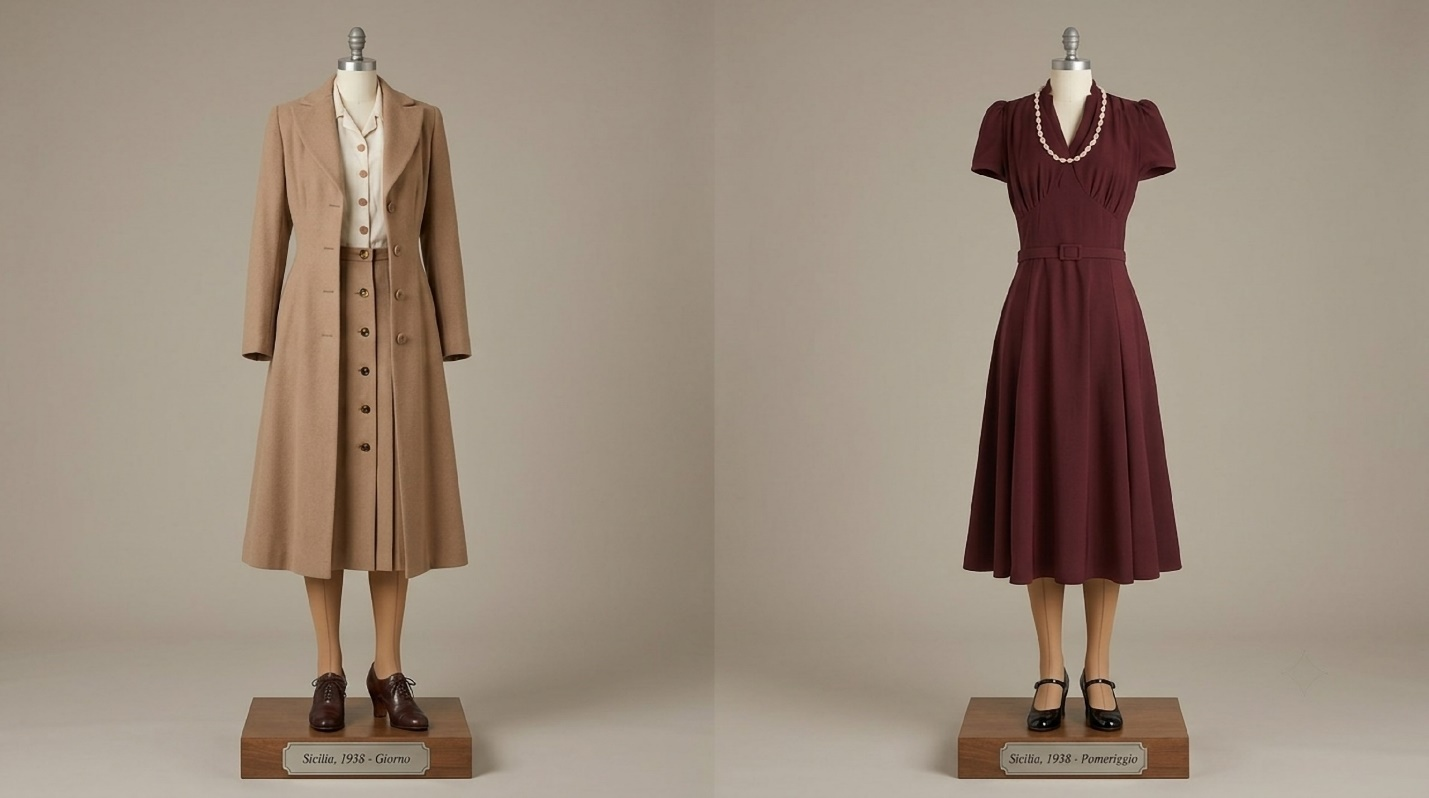 Sicilia, 1938 - Giorno
Sicilia, 1938 - Pomeriggio